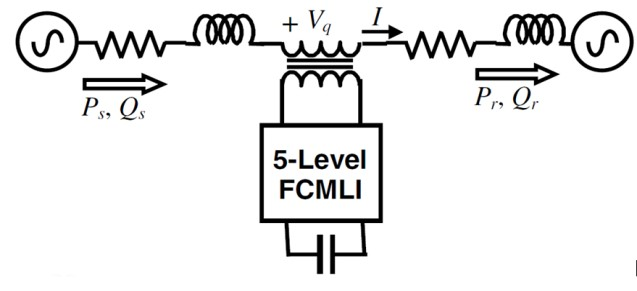 + Vq I
Ps, Qs
Pr, Qr
5-Level
FCMLI